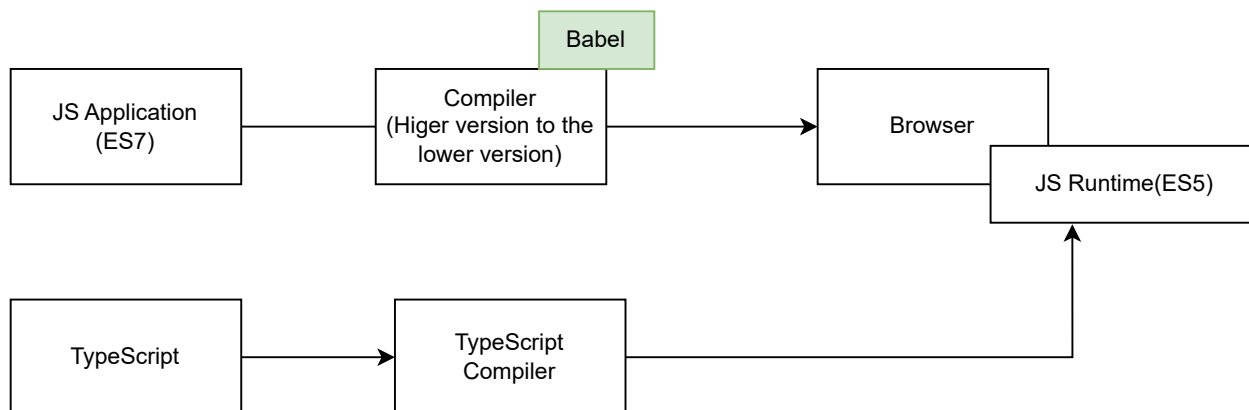 Babel
JS Application
(ES7)
Compiler
(Higer version to the
lower version)
Browser
JS Runtime(ES5)
TypeScript
TypeScript
Compiler